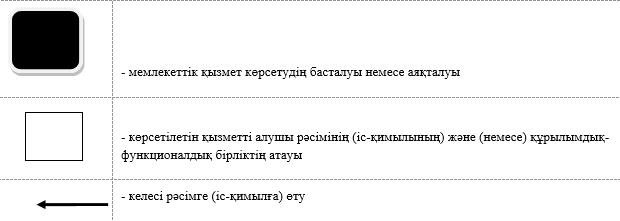 - мемлекеттік қызмет көрсетудің басталуы немесе аяқталуы
- көрсетілетін қызметті алушы рәсімінің (іс-қимылының) және (немесе) құрылымдық-
функционалдық бірліктің атауы
- келесі рәсімге (іс-қимылға) өту